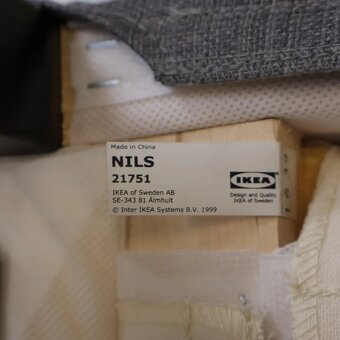 Made in China
NILS
21751
IKEA of Sweden AB
SE-343 81 Älmhult
© Inter IKEA Systems B.V. 1999
IKEA
Design and Quality
IKEA of Sweden